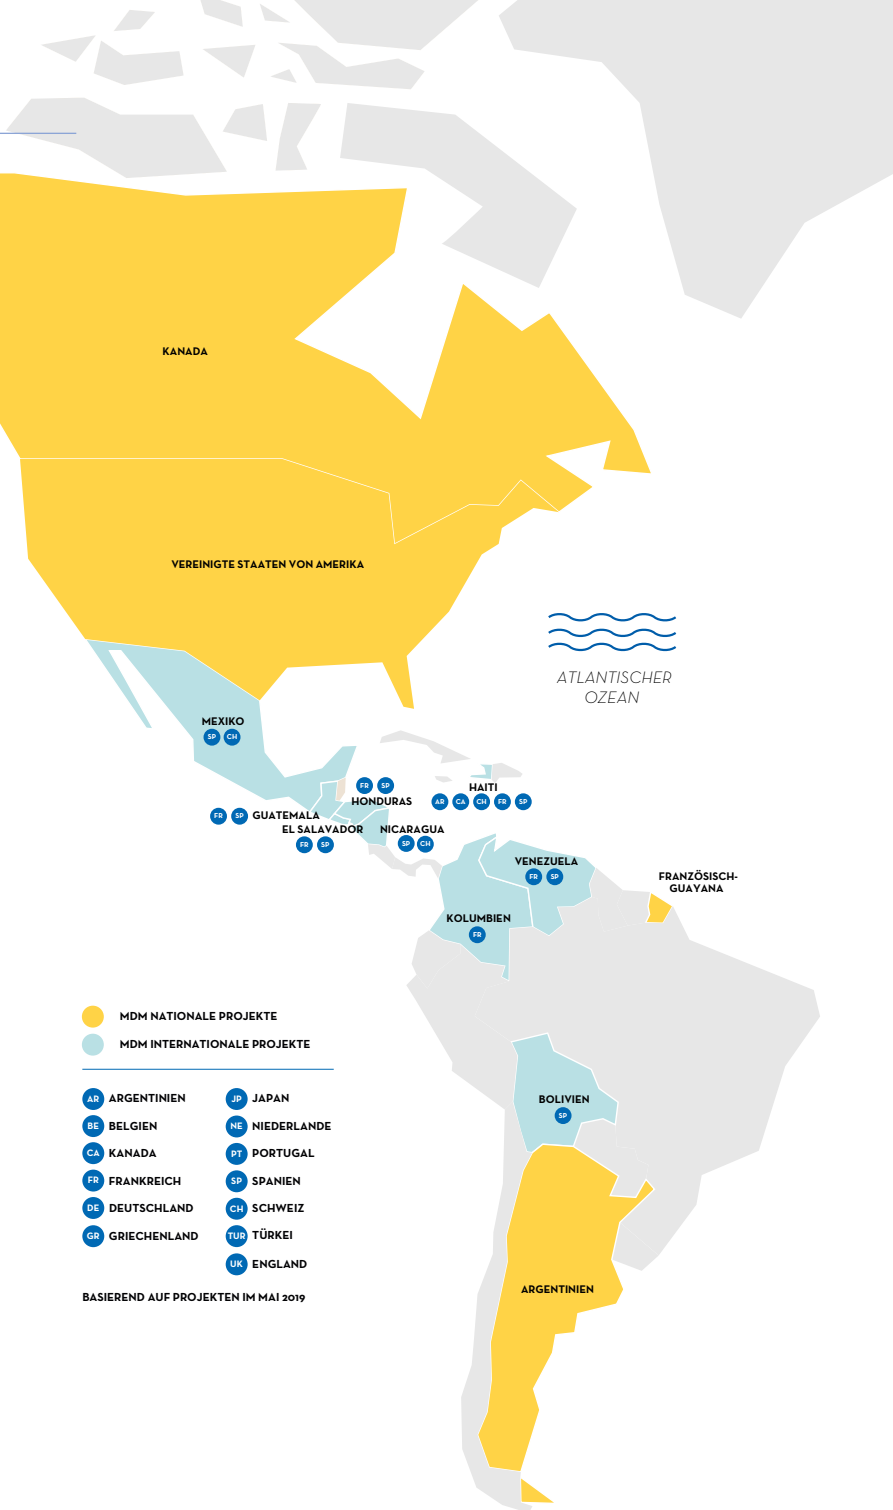 KANADA
VEREINIGTE STAATEN VON AMERIKA
ATLANTISCHER
OZEAN
MEXIKO
SP CH
FR SP
HONDURAS
HAITI
AR CA CH FR SP
FR SP GUATEMALA
EL SALAVADOR
FR SP
NICARAGUA
SP CH
VENEZUELA
FR SP
FRANZÖSISCH-
GUAYANA
KOLUMBIEN
FR
BOLIVIEN
SP
ARGENTINIEN
MDM NATIONALE PROJEKTE
MDM INTERNATIONALE PROJEKTE
AR ARGENTINIEN
BE BELGIEN
CA KANADA
FR FRANKREICH
DE DEUTSCHLAND
GR GRIECHENLAND
JP JAPAN
NE NIEDERLANDE
PT PORTUGAL
SP SPANIEN
CH SCHWEIZ
TUR TÜRKEI
UK ENGLAND
BASIEREND AUF PROJEKTEN IM MAI 2019